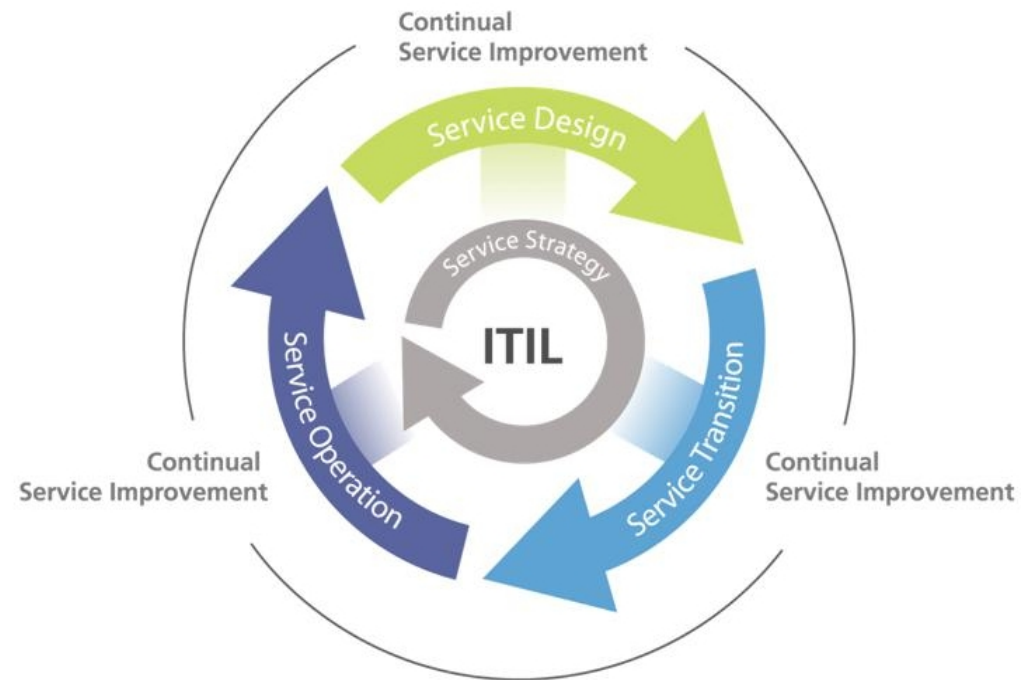 Continual
Service Improvement
Service Design
Service Strategy
ITIL
Service Operation
Service Transition
Continual
Service Improvement
Continual
Service Improvement